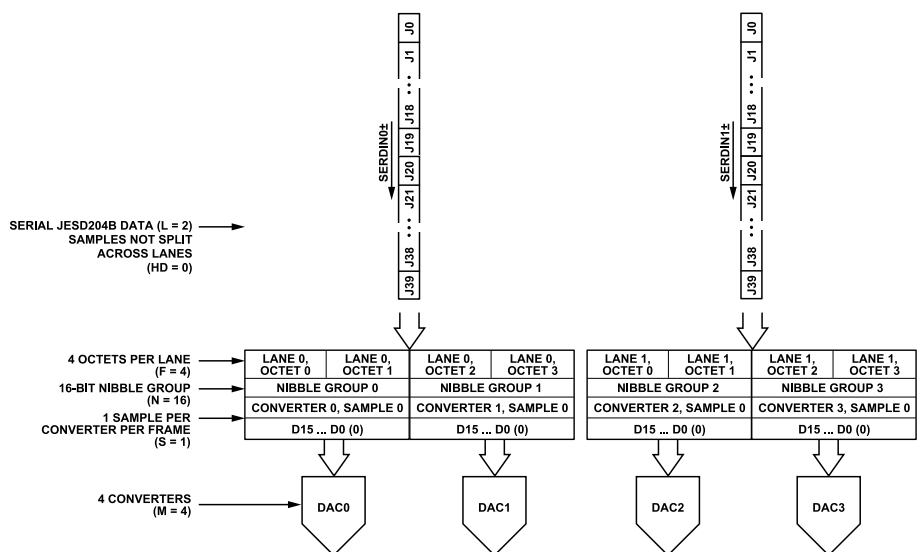 J0
J1
J18
J19
J20
J21
J38
J39
SERDIN0±
J0
J1
J18
J19
J20
J21
J38
J39
SERDIN1±
SERIAL JESD204B DATA (L = 2)
SAMPLES NOT SPLIT
ACROSS LANES
(HD = 0)
4 OCTETS PER LANE
(F = 4)
LANE 0,
OCTET 0
LANE 0,
OCTET 1
LANE 0,
OCTET 2
LANE 0,
OCTET 3
LANE 1,
OCTET 0
LANE 1,
OCTET 1
LANE 1,
OCTET 2
LANE 1,
OCTET 3
16-BIT NIBBLE GROUP
(N = 16)
NIBBLE GROUP 0
NIBBLE GROUP 1
NIBBLE GROUP 2
NIBBLE GROUP 3
1 SAMPLE PER
CONVERTER PER FRAME
(S = 1)
CONVERTER 0, SAMPLE 0
CONVERTER 1, SAMPLE 0
CONVERTER 2, SAMPLE 0
CONVERTER 3, SAMPLE 0
D15 ... D0 (0)
D15 ... D0 (0)
D15 ... D0 (0)
D15 ... D0 (0)
4 CONVERTERS
(M = 4)
DAC0
DAC1
DAC2
DAC3